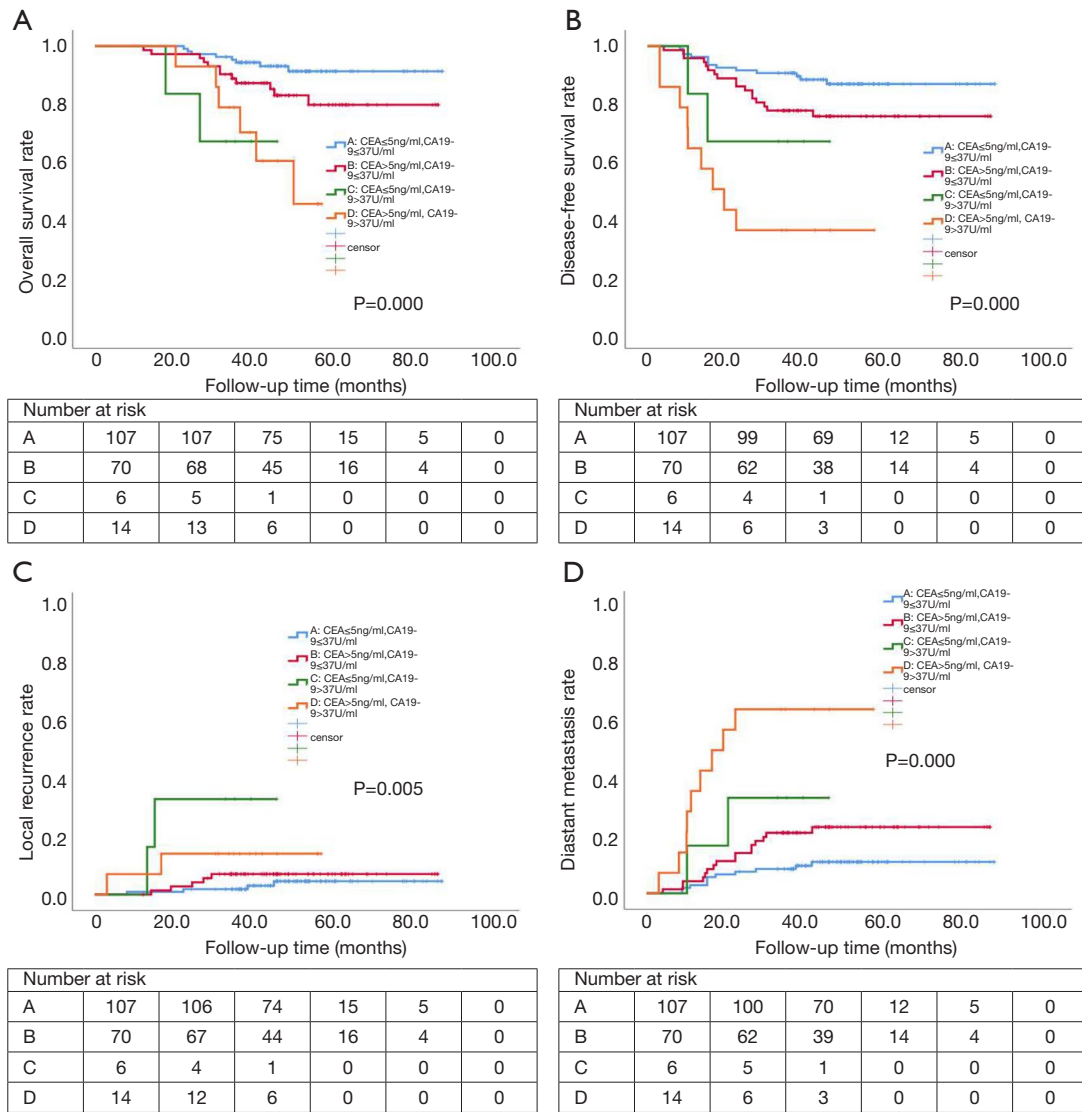 A
Overall survival rate
1.0
0.8
0.6
0.4
0.2
0.0
A: CEA≤5ng/ml,CA19-
9≤37U/ml
B: CEA>5ng/ml,CA19-
9≤37U/ml
C: CEA≤5ng/ml,CA19-
9>37U/ml
D: CEA>5ng/ml, CA19-
9>37U/ml
censor
P=0.000
0 20.0 40.0 60.0 80.0 100.0
Follow-up time (months)
Number at risk
A 107 107 75 15 5 0
B 70 68 45 16 4 0
C 6 5 1 0 0 0
D 14 13 6 0 0 0
B
Disease-free survival rate
1.0
0.8
0.6
0.4
0.2
0.0
A: CEA≤5ng/ml,CA19-
9≤37U/ml
B: CEA>5ng/ml,CA19-
9≤37U/ml
C: CEA≤5ng/ml,CA19-
9>37U/ml
D: CEA>5ng/ml, CA19-
9>37U/ml
censor
P=0.000
0 20.0 40.0 60.0 80.0 100.0
Follow-up time (months)
Number at risk
A 107 99 69 12 5 0
B 70 62 38 14 4 0
C 6 4 1 0 0 0
D 14 6 3 0 0 0
C
Local recurrence rate
1.0
0.8
0.6
0.4
0.2
0.0
A: CEA≤5ng/ml,CA19-
9≤37U/ml
B: CEA>5ng/ml,CA19-
9≤37U/ml
C: CEA≤5ng/ml,CA19-
9>37U/ml
D: CEA>5ng/ml, CA19-
9>37U/ml
censor
P=0.005
0 20.0 40.0 60.0 80.0 100.0
Follow-up time (months)
Number at risk
A 107 106 74 15 5 0
B 70 67 44 16 4 0
C 6 4 1 0 0 0
D 14 12 6 0 0 0
D
Diastant metastasis rate
1.0
0.8
0.6
0.4
0.2
0.0
A: CEA≤5ng/ml,CA19-
9≤37U/ml
B: CEA>5ng/ml,CA19-
9≤37U/ml
C: CEA≤5ng/ml,CA19-
9>37U/ml
D: CEA>5ng/ml, CA19-
9>37U/ml
censor
P=0.000
0 20.0 40.0 60.0 80.0 100.0
Follow-up time (months)
Number at risk
A 107 100 70 12 5 0
B 70 62 39 14 4 0
C 6 5 1 0 0 0
D 14 6 3 0 0 0